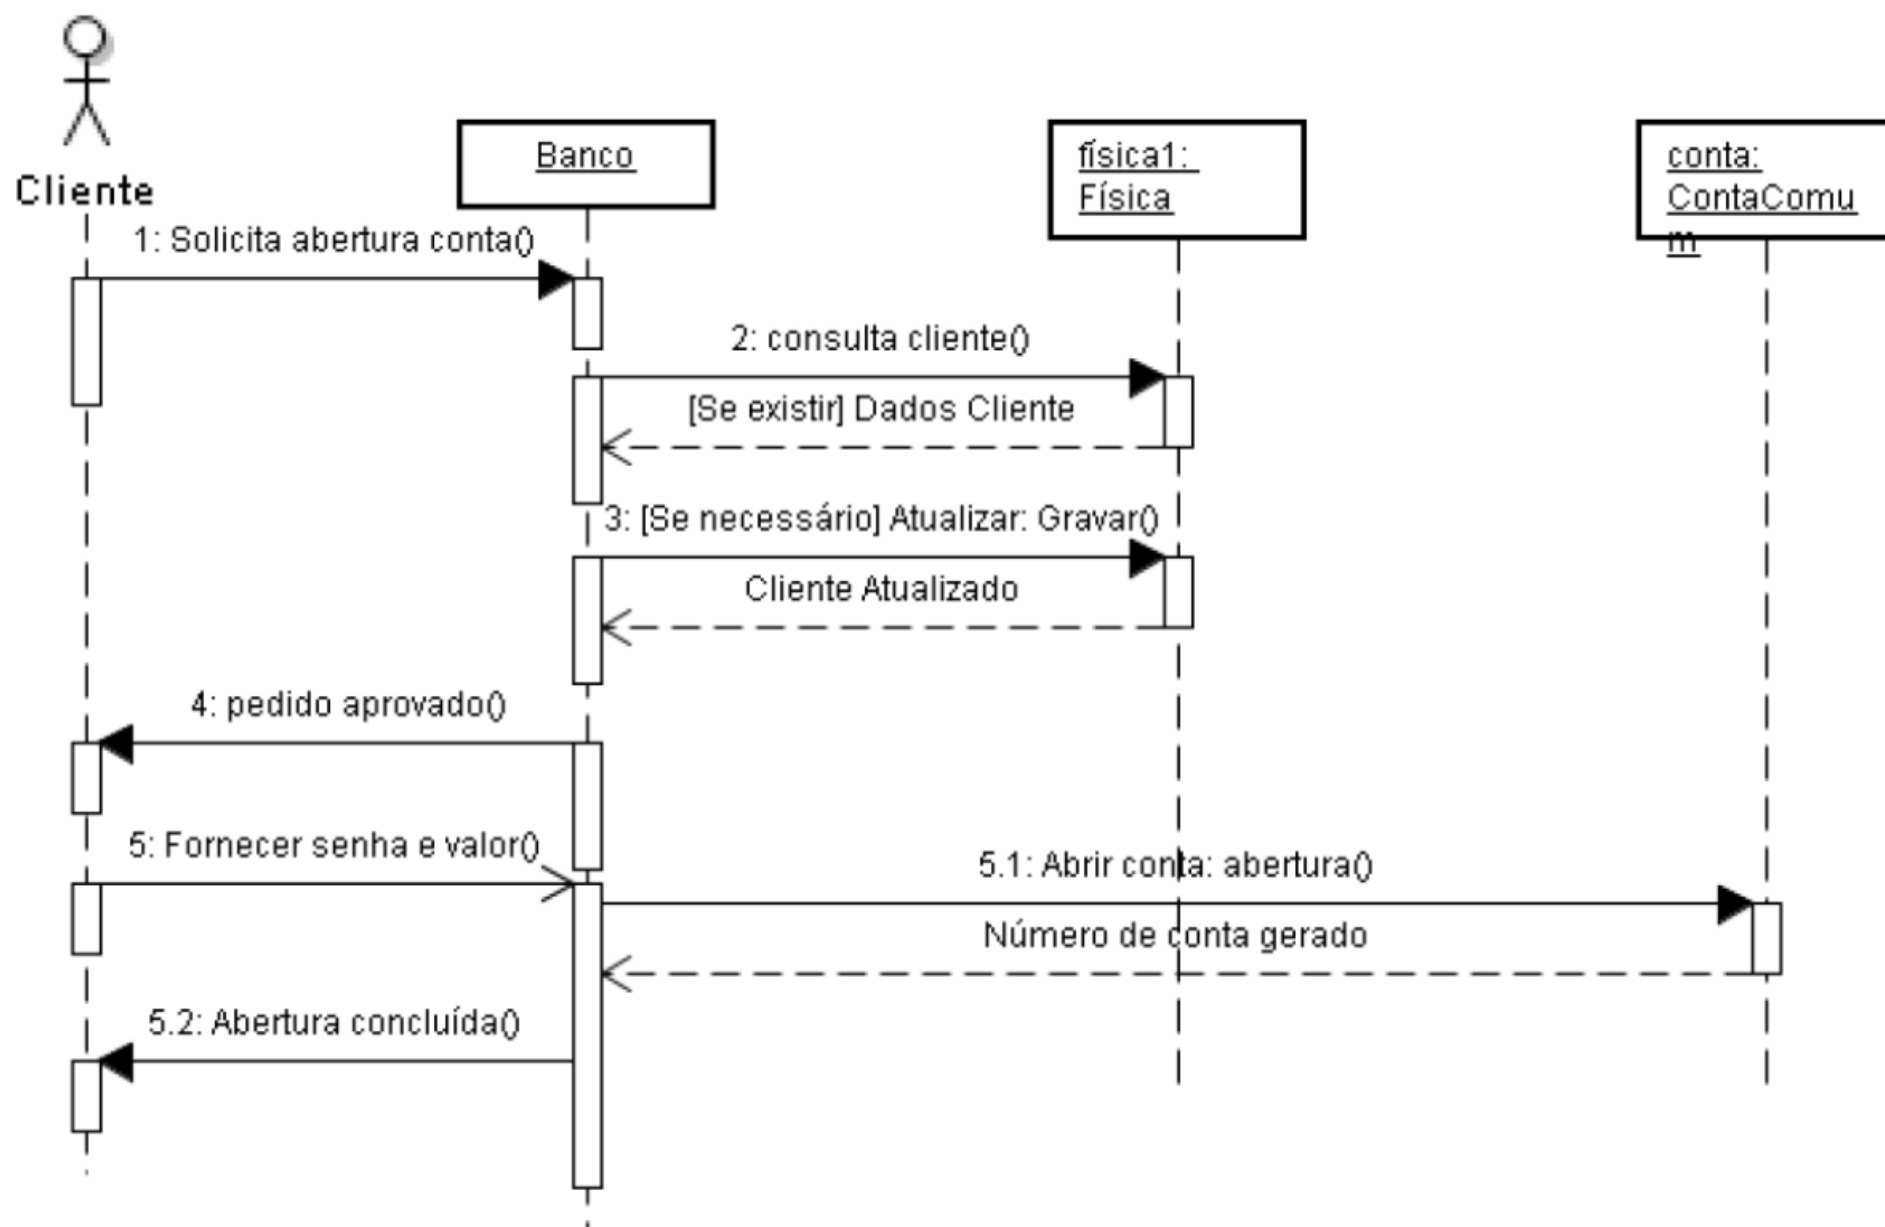 Cliente
Banco
física1:
Física
conta:
ContaComu
m
1: Solicita abertura conta()
2: consulta cliente()
[Se existir] Dados Cliente
3: [Se necessário] Atualizar: Gravar()
Cliente Atualizado
4: pedido aprovado()
5: Fornecer senha e valor()
5.1: Abrir conta: abertura()
Número de conta gerado
5.2: Abertura concluída()